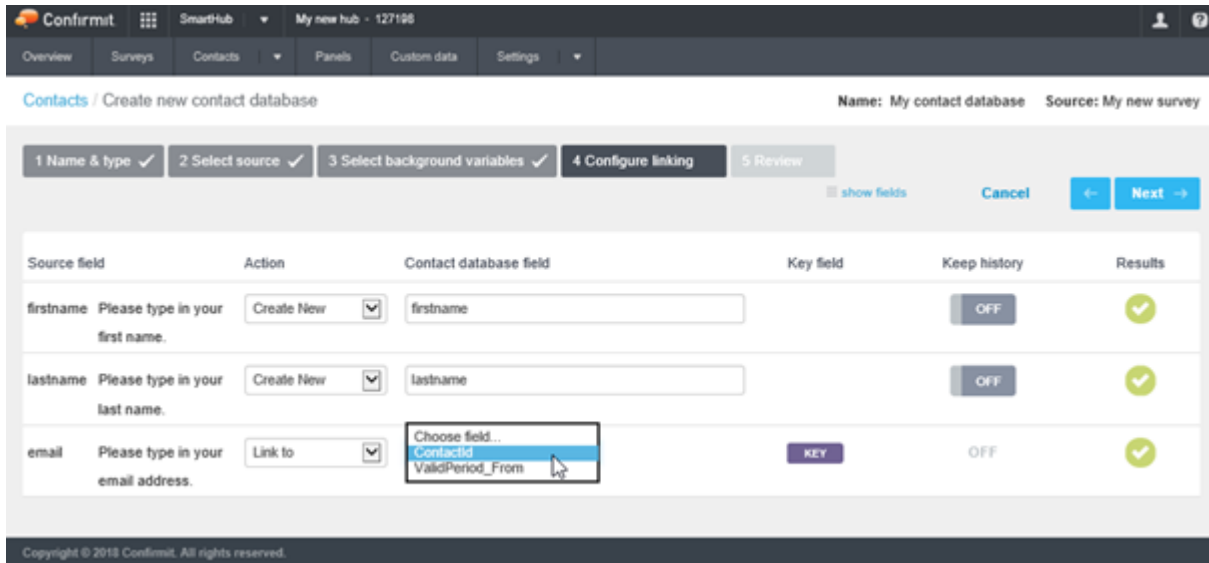 Confirmit SmartHub My new hub - 127198
Overview Surveys Contacts Panels Custom data Settings
Contacts / Create new contact database Name: My contact database Source: My new survey
1 Name & type 2 Select source 3 Select background variables 4 Configure linking 5 Review
show fields Cancel Next
Source field Action Contact database field Key field Keep history Results
firstname Please type in your Create New firstname OFF
first name.
lastname Please type in your Create New lastname OFF
last name.
Choose field...
email Please type in your Link to ContactId KEY OFF
ValidPeriod_From
email address.
Copyright © 2018 Confirmit. All rights reserved.